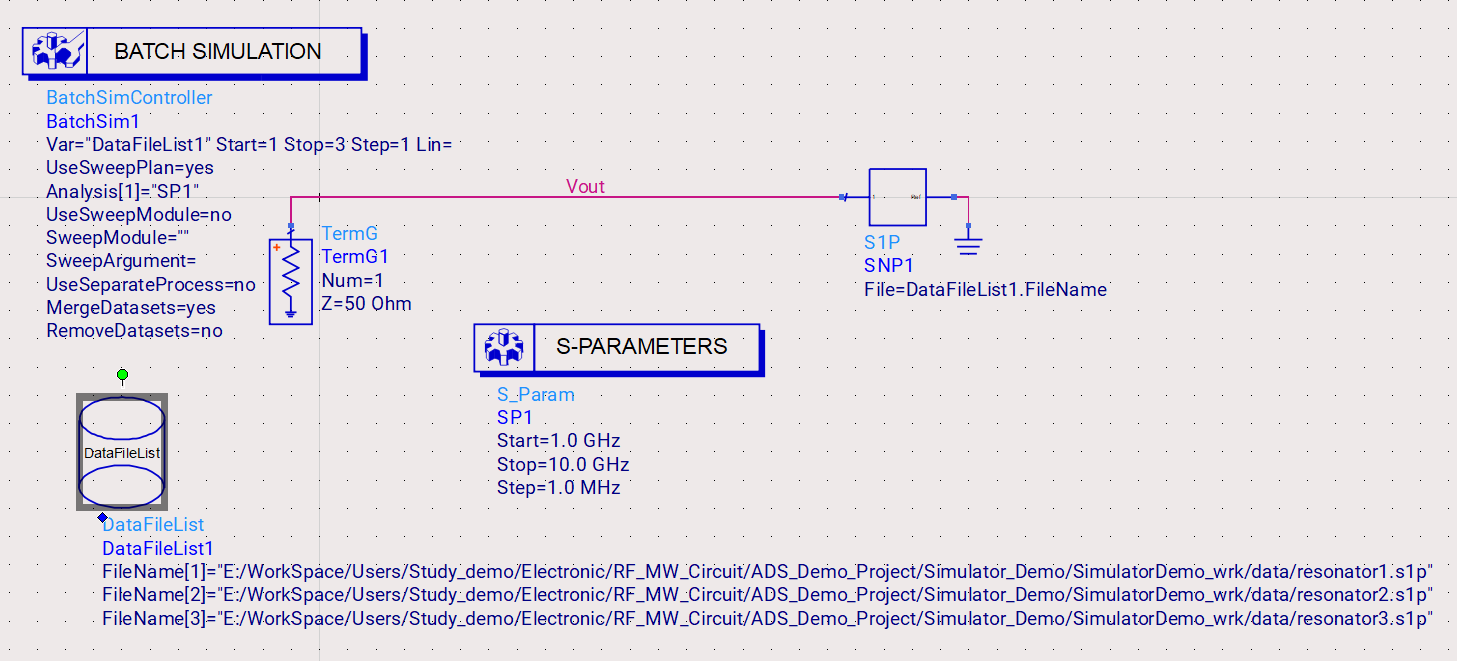 BATCH SIMULATION
BatchSimController
BatchSim1
Var="DataFileList1" Start=1 Stop=3 Step=1 Lin=
UseSweepPlan=yes
Analysis[1]="SP1"
UseSweepModule=no
SweepModule=""
SweepArgument=
UseSeparateProcess=no
MergeDatasets=yes
RemoveDatasets=no
Vout
TermG
TermG1
Num=1
Z=50 Ohm
1
Ref
S1P
SNP1
File=DataFileList1.FileName
S-PARAMETERS
S_Param
SP1
Start=1.0 GHz
Stop=10.0 GHz
Step=1.0 MHz
DataFileList
DataFileList
DataFileList1
FileName[1]="E:/WorkSpace/Users/Study_demo/Electronic/RF_MW_Circuit/ADS_Demo_Project/Simulator_Demo/SimulatorDemo_wrk/data/resonator1.s1p"
FileName[2]="E:/WorkSpace/Users/Study_demo/Electronic/RF_MW_Circuit/ADS_Demo_Project/Simulator_Demo/SimulatorDemo_wrk/data/resonator2.s1p"
FileName[3]="E:/WorkSpace/Users/Study_demo/Electronic/RF_MW_Circuit/ADS_Demo_Project/Simulator_Demo/SimulatorDemo_wrk/data/resonator3.s1p"